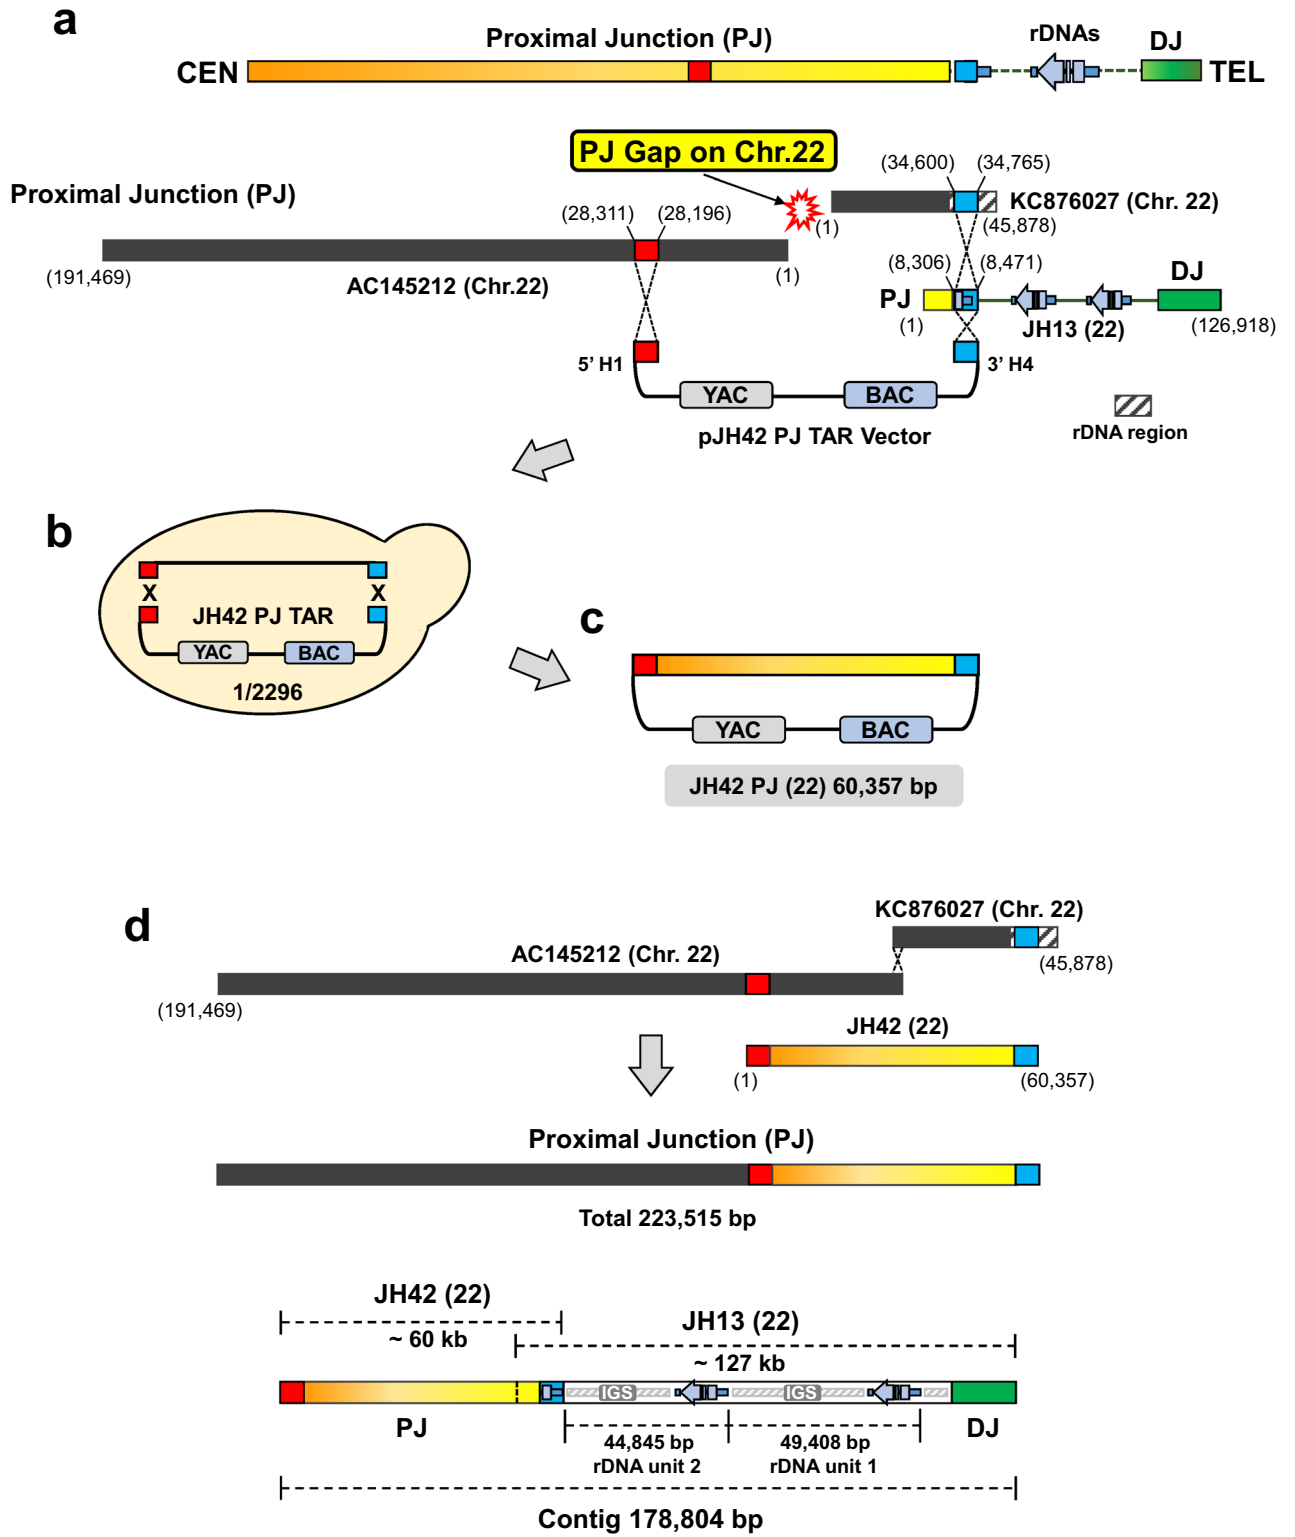 a
Proximal Junction (PJ)
rDNAs
DJ
CEN
TEL
PJ Gap on Chr.22
(34,600)
(34,765)
Proximal Junction (PJ)
KC876027 (Chr. 22)
(28,311)
(28,196)
(1)
(45,878)
(191,469)
AC145212 (Chr.22)
(1)
(8,306)
(8,471)
DJ
PJ
(1)
JH13 (22)
(126,918)
5’ H1
3’ H4
YAC
BAC
rDNA region
pJH42 PJ TAR Vector
b
X
X
JH42 PJ TAR
YAC
BAC
1/2296
c
YAC
BAC
JH42 PJ (22) 60,357 bp
d
KC876027 (Chr. 22)
AC145212 (Chr. 22)
(45,878)
(191,469)
JH42 (22)
(1)
(60,357)
Proximal Junction (PJ)
Total 223,515 bp
JH42 (22)
~ 60 kb
JH13 (22)
~ 127 kb
IGS
IGS
PJ
DJ
44,845 bp
rDNA unit 2
49,408 bp
rDNA unit 1
Contig 178,804 bp